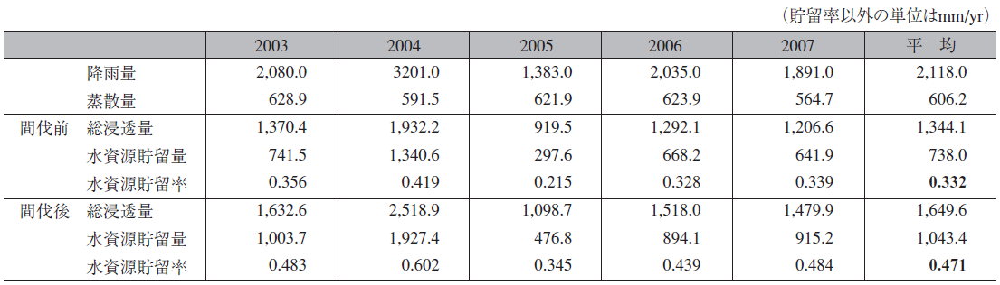 (貯留率以外の単位はmm/yr)
2003 2004 2005 2006 2007 平 均
降雨量 2,080.0 3201.0 1,383.0 2,035.0 1,891.0 2,118.0
蒸散量 628.9 591.5 621.9 623.9 564.7 606.2
間伐前 総浸透量 1,370.4 1,932.2 919.5 1,292.1 1,206.6 1,344.1
水資源貯留量 741.5 1,340.6 297.6 668.2 641.9 738.0
水資源貯留率 0.356 0.419 0.215 0.328 0.339 0.332
間伐後 総浸透量 1,632.6 2,518.9 1,098.7 1,518.0 1,479.9 1,649.6
水資源貯留量 1,003.7 1,927.4 476.8 894.1 915.2 1,043.4
水資源貯留率 0.483 0.602 0.345 0.439 0.484 0.471